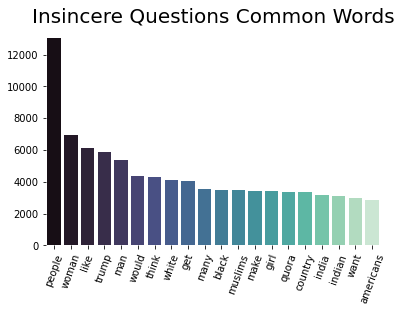 Insincere Questions Common Words
12000
10000
8000
6000
4000
2000
0
people
woman
like
trump
man
would
think
white
get
many
black
muslims
make
girl
quora
country
india
indian
want
americans